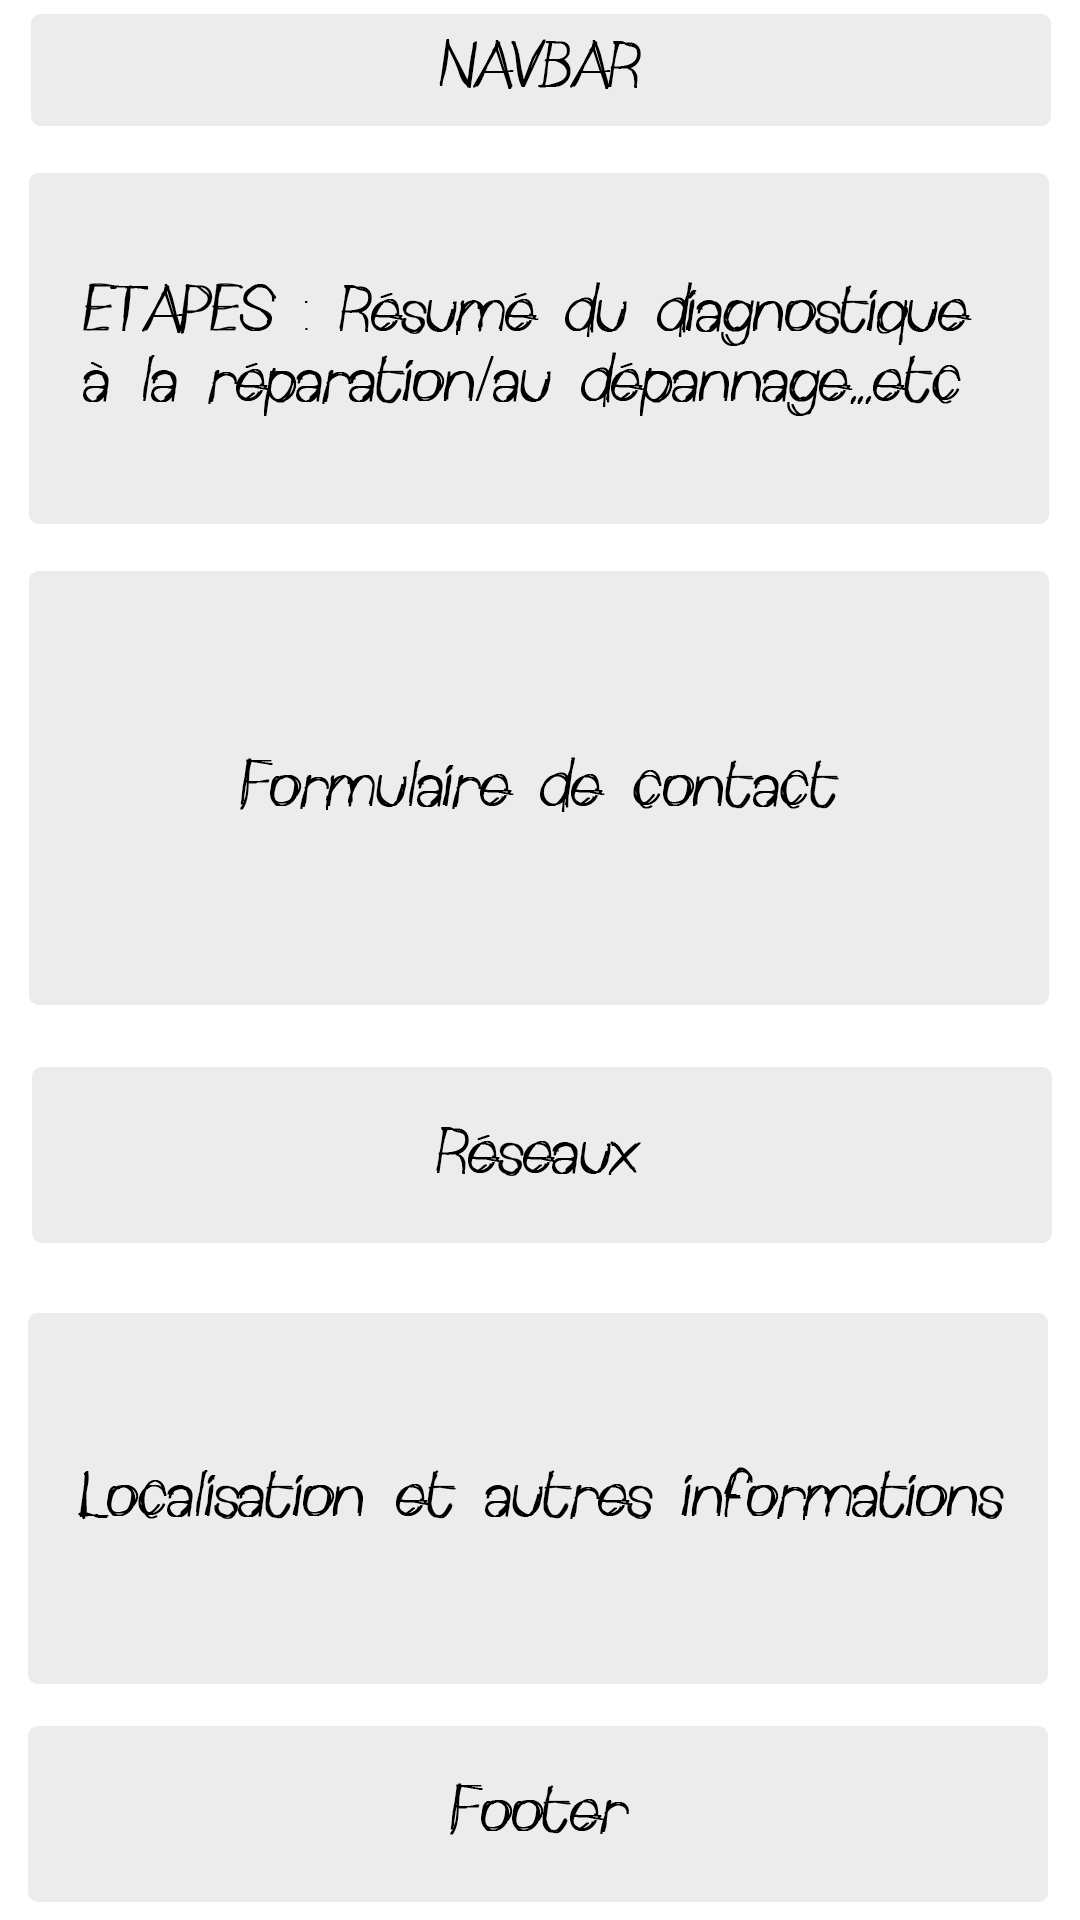 NAVBAR
ETAPES : Résumé du diagnostique
à la réparation/au dépannage...etc
Formulaire de contact
Réseaux
Localisation et autres informations
Footer